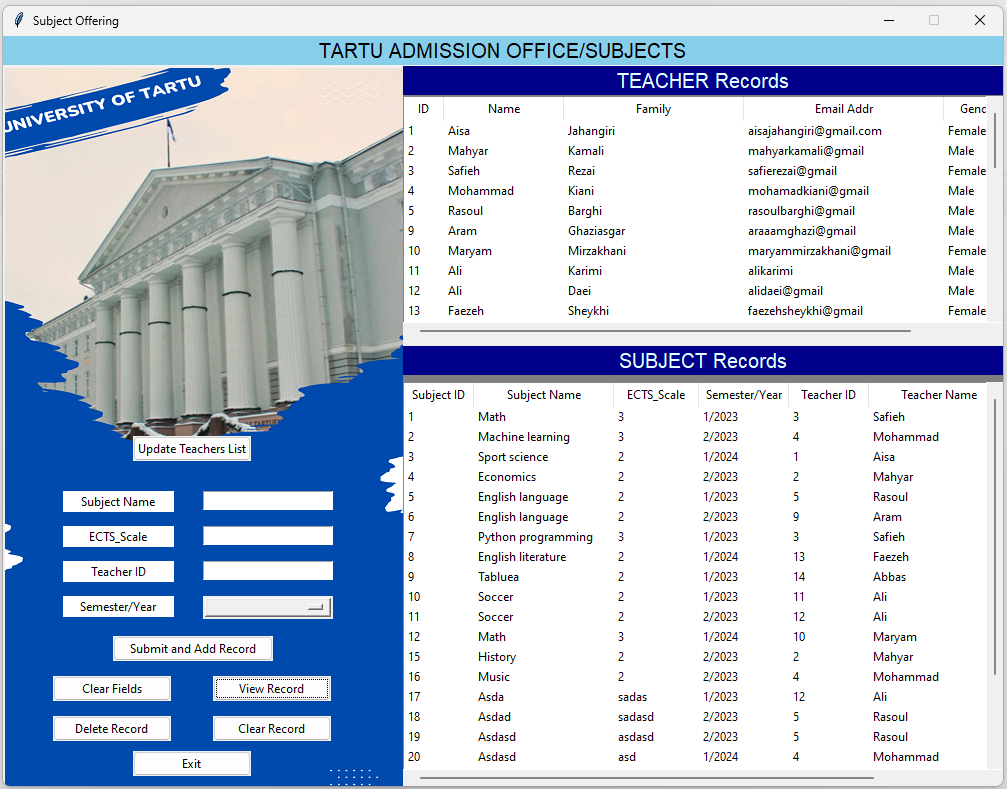 Subject Offering
TARTU ADMISSION OFFICE/SUBJECTS
UNIVERSITY OF TARTU
Update Teachers List
Subject Name
ECTS_Scale
Teacher ID
Semester/Year
Submit and Add Record
Clear Fields View Record
Delete Record Clear Record
Exit
TEACHER Records
ID Name Family Email Addr Genc
1 Aisa Jahangiri aisajahangiri@gmail.com Female
2 Mahyar Kamali mahyarkamali@gmail Male
3 Safieh Rezai safierezai@gmail Female
4 Mohammad Kiani mohamadkiani@gmail Male
5 Rasoul Barghi rasoulbarghi@gmail Male
9 Aram Ghaziasgar araaamghazi@gmail Male
10 Maryam Mirzakhani maryammirzakhani@gmail Female
11 Ali Karimi alikarimi Male
12 Ali Daei alidaei@gmail Male
13 Faezeh Sheykhi faezehsheykhi@gmail Female
SUBJECT Records
Subject ID Subject Name ECTS_Scale Semester/Year Teacher ID Teacher Name
1 Math 3 1/2023 3 Safieh
2 Machine learning 3 2/2023 4 Mohammad
3 Sport science 2 1/2024 1 Aisa
4 Economics 2 2/2023 2 Mahyar
5 English language 2 1/2023 5 Rasoul
6 English language 2 2/2023 9 Aram
7 Python programming 3 1/2023 3 Safieh
8 English literature 2 1/2024 13 Faezeh
9 Tabluea 2 1/2023 14 Abbas
10 Soccer 2 1/2023 11 Ali
11 Soccer 2 2/2023 12 Ali
12 Math 3 1/2024 10 Maryam
15 History 2 2/2023 2 Mahyar
16 Music 2 2/2023 4 Mohammad
17 Asda sadas 1/2023 12 Ali
18 Asdad sadasd 2/2023 5 Rasoul
19 Asdasd asdasd 2/2023 5 Rasoul
20 Asdasd asd 1/2024 4 Mohammad